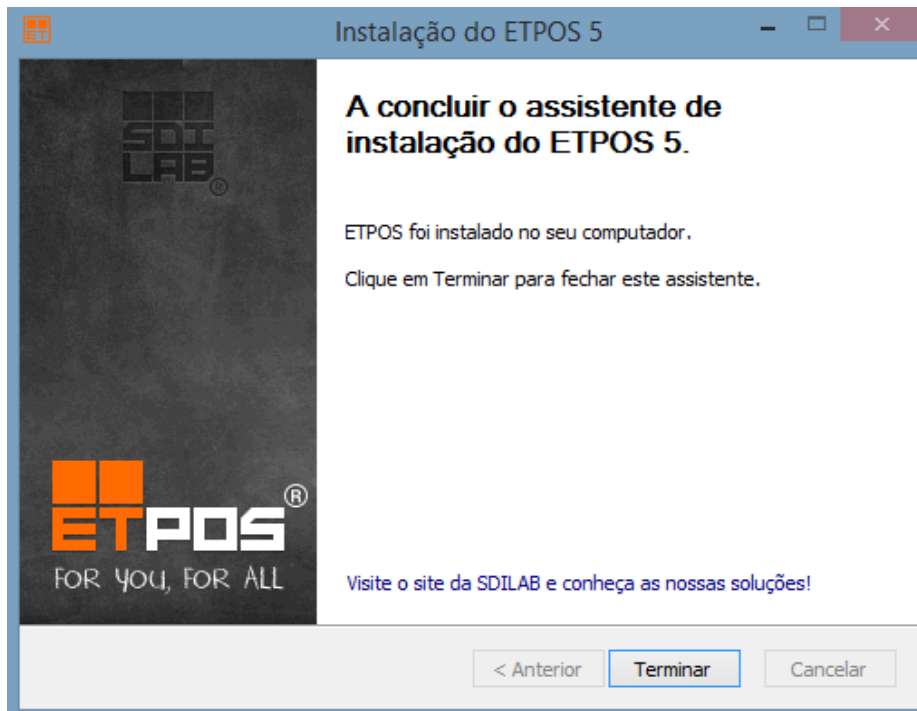 ET
Instalação do ETPOS 5
SDI
LAB®
A concluir o assistente de
instalação do ETPOS 5.
ETPOS foi instalado no seu computador.
Clique em Terminar para fechar este assistente.
ETPOS®
FOR YOU, FOR ALL
Visite o site da SDILAB e conheça as nossas soluções!
< Anterior
Terminar
Cancelar